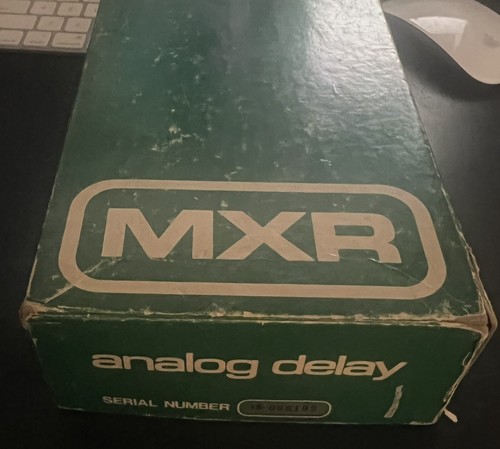 MXR
analog delay
SERIAL NUMBER